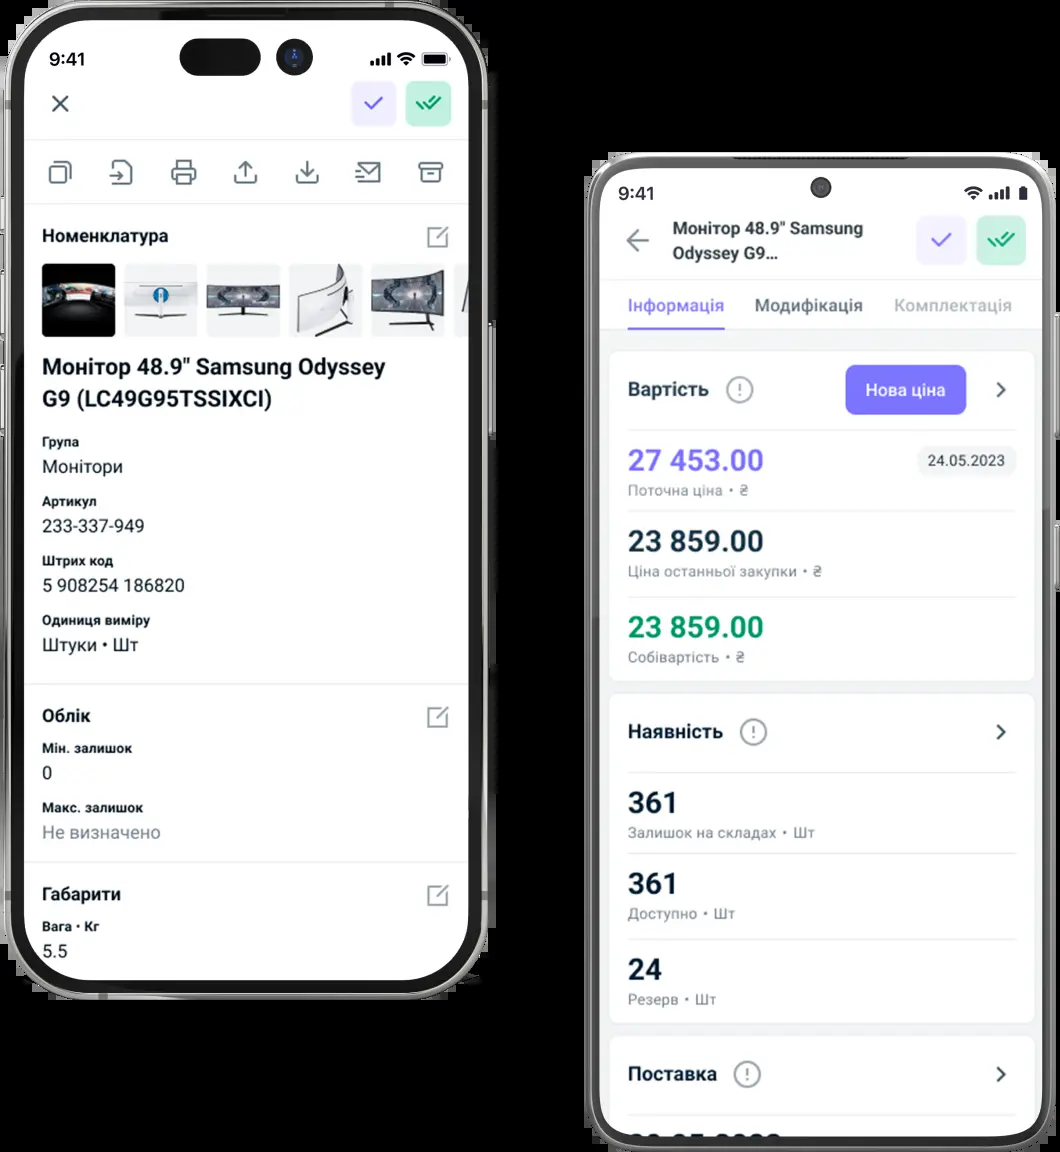 9:41
Номенклатура
Монітор 48.9" Samsung Odyssey
G9 (LC49G95TSSIXCI)
Група
Монітори
Артикул
233-337-949
Штрих код
5 908254 186820
Одиниця виміру
Штуки • Шт
Облік
Мін. залишок
0
Макс. залишок
Не визначено
Габарити
Вага • Кг
5.5
9:41
Монітор 48.9" Samsung
Odyssey G9...
Інформація Модифікація Комплектація
Вартість Нова ціна
27 453.00 24.05.2023
Поточна ціна • ₴
23 859.00
Ціна останньої закупки • ₴
23 859.00
Собівартість • ₴
Наявність
361
Залишок на складах • Шт
361
Доступно • Шт
24
Резерв • Шт
Поставка